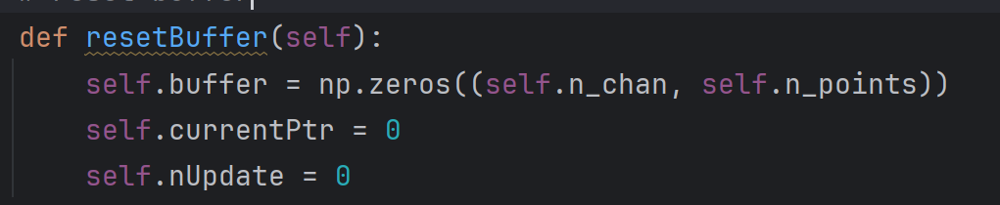 def resetBuffer(self):
self.buffer = np.zeros((self.n_chan, self.n_points))
self.currentPtr = 0
self.nUpdate = 0